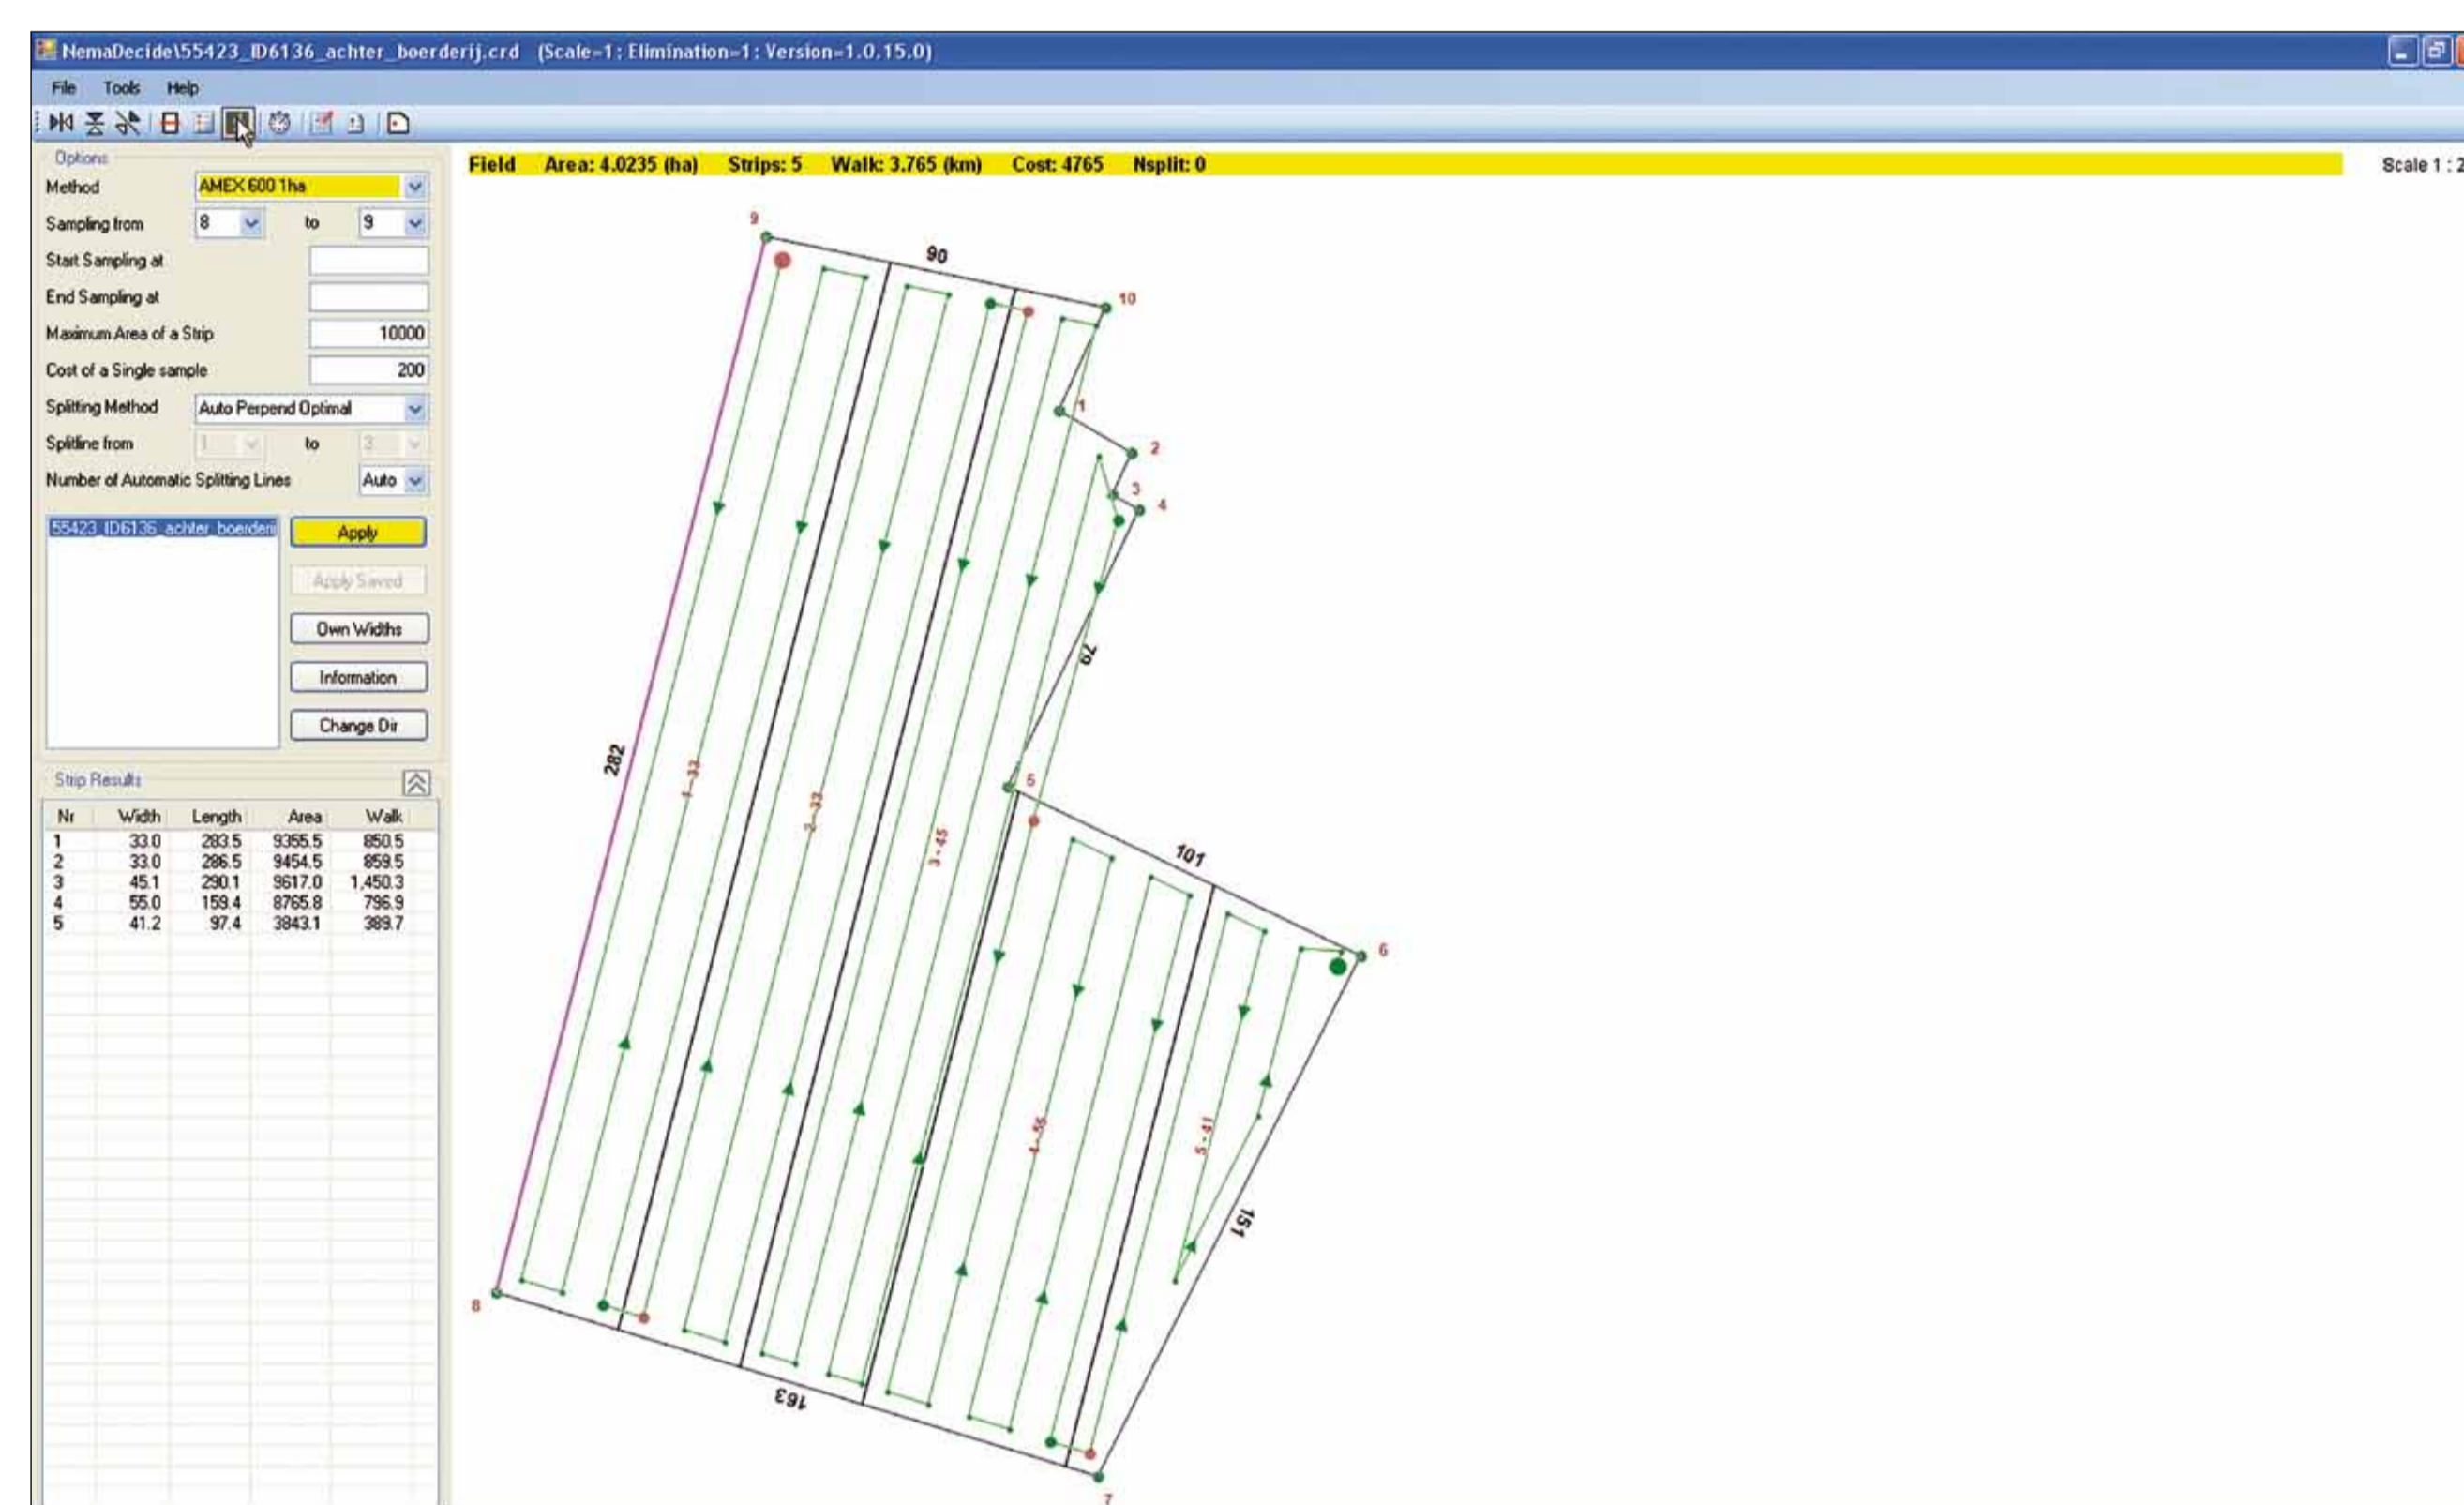 NemaDecide\55423_ID6136_achter_boerderij.crd (Scale=1; Elimination=1; Version=1.0.15.0)
File Tools Help
Options
Method AMEX 600 1ha
Sampling from 8 to 9
Start Sampling at
End Sampling at
Maximum Area of a Strip 10000
Cost of a Single sample 200
Splitting Method Auto Perpend Optimal
Splitline from 1 to 3
Number of Automatic Splitting Lines Auto
55423_ID6136_achter_boerderij
Apply
Apply Saved
Own Widths
Information
Change Dir
Strip Results
Nr Width Length Area Walk
1 33.0 283.5 9355.5 850.5
2 33.0 286.5 9454.5 859.5
3 45.1 290.1 9617.0 1,450.3
4 55.0 159.4 8765.8 796.9
5 41.2 97.4 3843.1 389.7
Field Area: 4.0235 (ha) Strips: 5 Walk: 3.765 (km) Cost: 4765 Nsplit: 0
Scale 1 : 2
9
90
10
1
2
3
4
79
282
1-33
2-33
3-45
5
101
6
4-55
5-41
151
8
163
7